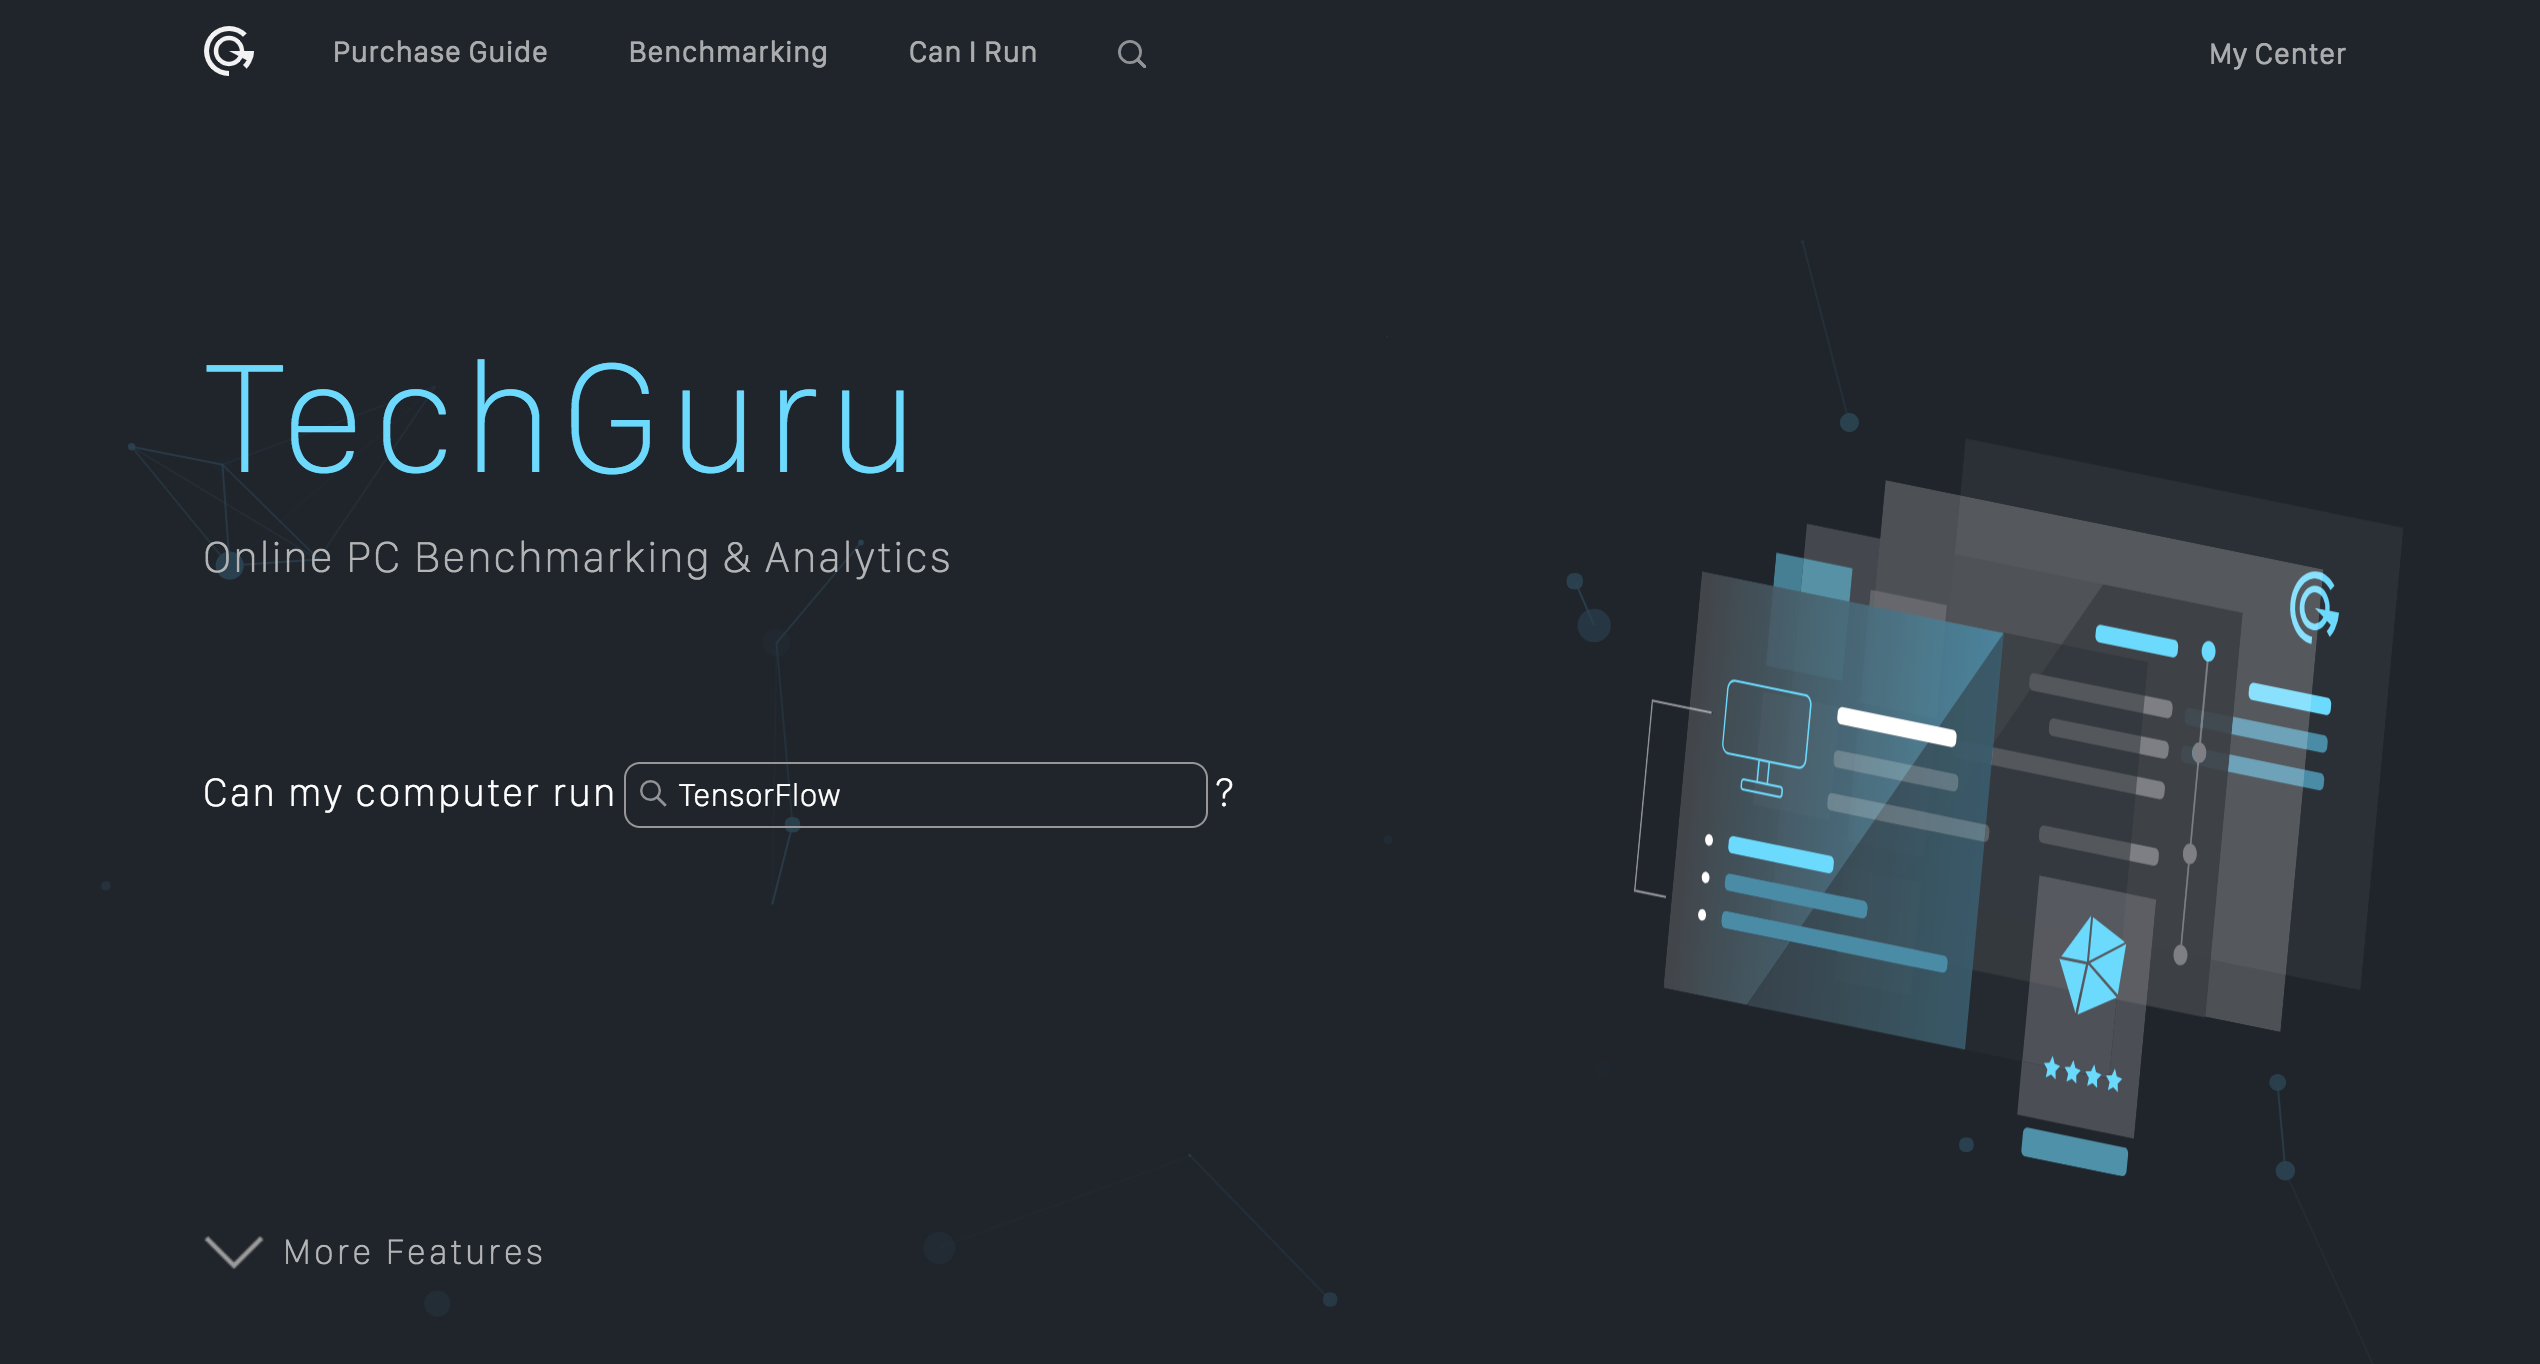 Purchase Guide
Benchmarking
Can I Run
My Center
TechGuru
Online PC Benchmarking & Analytics
Can my computer run TensorFlow ?
More Features